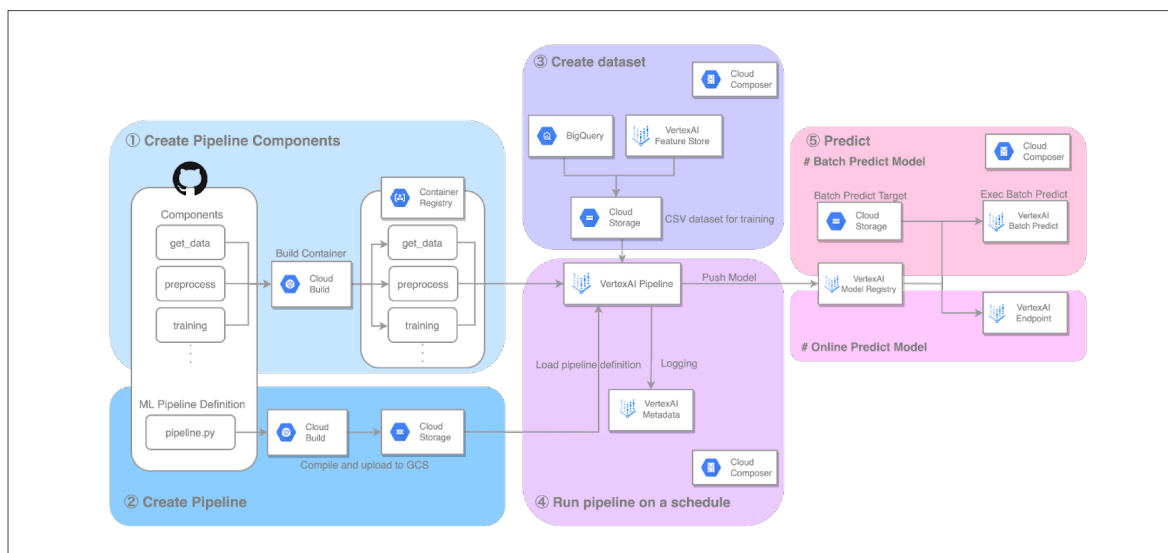 ① Create Pipeline Components
Components
get_data
preprocess
training
Build Container
Cloud
Build
Container
Registry
get_data
preprocess
training
ML Pipeline Definition
pipeline.py
Cloud
Build
Cloud
Storage
Compile and upload to GCS
② Create Pipeline
③ Create dataset
Cloud
Composer
BigQuery
VertexAI
Feature Store
Cloud
Storage
CSV dataset for training
VertexAI Pipeline
Push Model
Load pipeline definition
Logging
VertexAI
Metadata
Cloud
Composer
④ Run pipeline on a schedule
⑤ Predict
# Batch Predict Model
Cloud
Composer
Batch Predict Target
Cloud
Storage
Exec Batch Predict
VertexAI
Batch Predict
VertexAI
Model Registry
VertexAI
Endpoint
# Online Predict Model